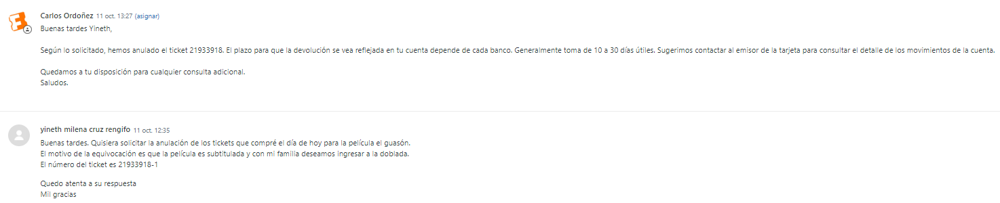 Carlos Ordoñez 11 oct. 13:27 (asignar)
Buenas tardes Yineth,
Según lo solicitado, hemos anulado el ticket 21933918. El plazo para que la devolución se vea reflejada en tu cuenta depende de cada banco. Generalmente toma de 10 a 30 días útiles. Sugerimos contactar al emisor de la tarjeta para consultar el detalle de los movimientos de la cuenta.
Quedamos a tu disposición para cualquier consulta adicional.
Saludos.
yineth milena cruz rengifo 11 oct. 12:35
Buenas tardes. Quisiera solicitar la anulación de los tickets que compré el día de hoy para la película el guasón.
El motivo de la equivocación es que la película es subtitulada y con mi familia deseamos ingresar a la doblada.
El número del ticket es 21933918-1
Quedo atenta a su respuesta
Mil gracias